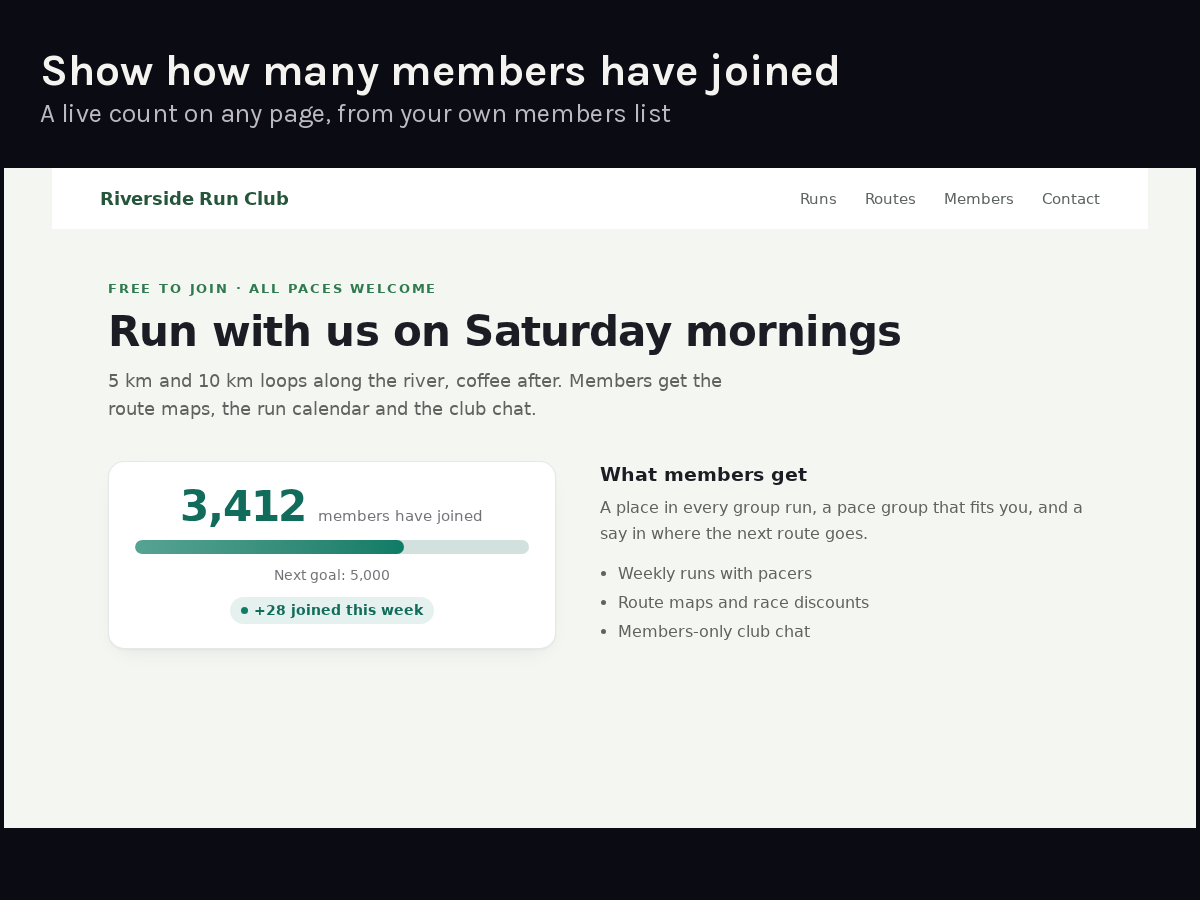 Show how many members have joined
A live count on any page, from your own members list
Riverside Run Club
Runs Routes Members Contact
FREE TO JOIN · ALL PACES WELCOME
Run with us on Saturday mornings
5 km and 10 km loops along the river, coffee after. Members get the
route maps, the run calendar and the club chat.
3,412 members have joined
Next goal: 5,000
+28 joined this week
What members get
A place in every group run, a pace group that fits you, and a
say in where the next route goes.
• Weekly runs with pacers
• Route maps and race discounts
• Members-only club chat